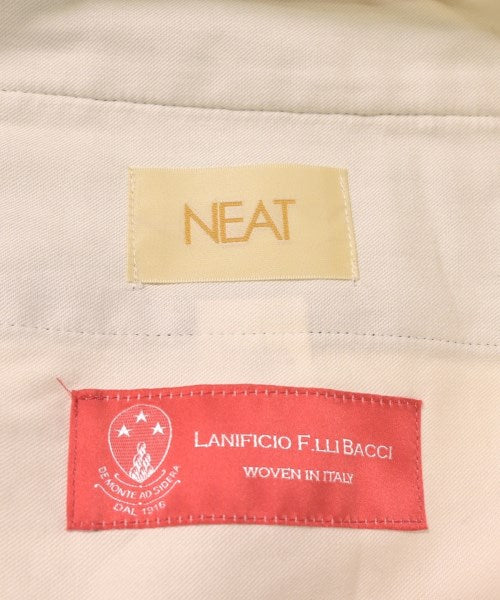 NEAT
LANIFICIO F.LLI BACCI
WOVEN IN ITALY
DE MONTE AD SIDERA
DAL 1916